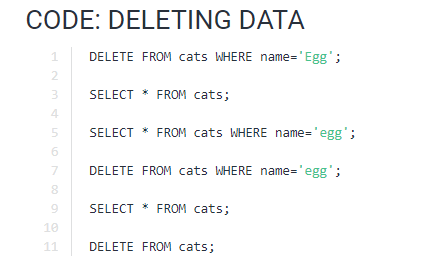 CODE: DELETING DATA
1 DELETE FROM cats WHERE name='Egg';
2
3 SELECT * FROM cats;
4
5 SELECT * FROM cats WHERE name='egg';
6
7 DELETE FROM cats WHERE name='egg';
8
9 SELECT * FROM cats;
10
11 DELETE FROM cats;